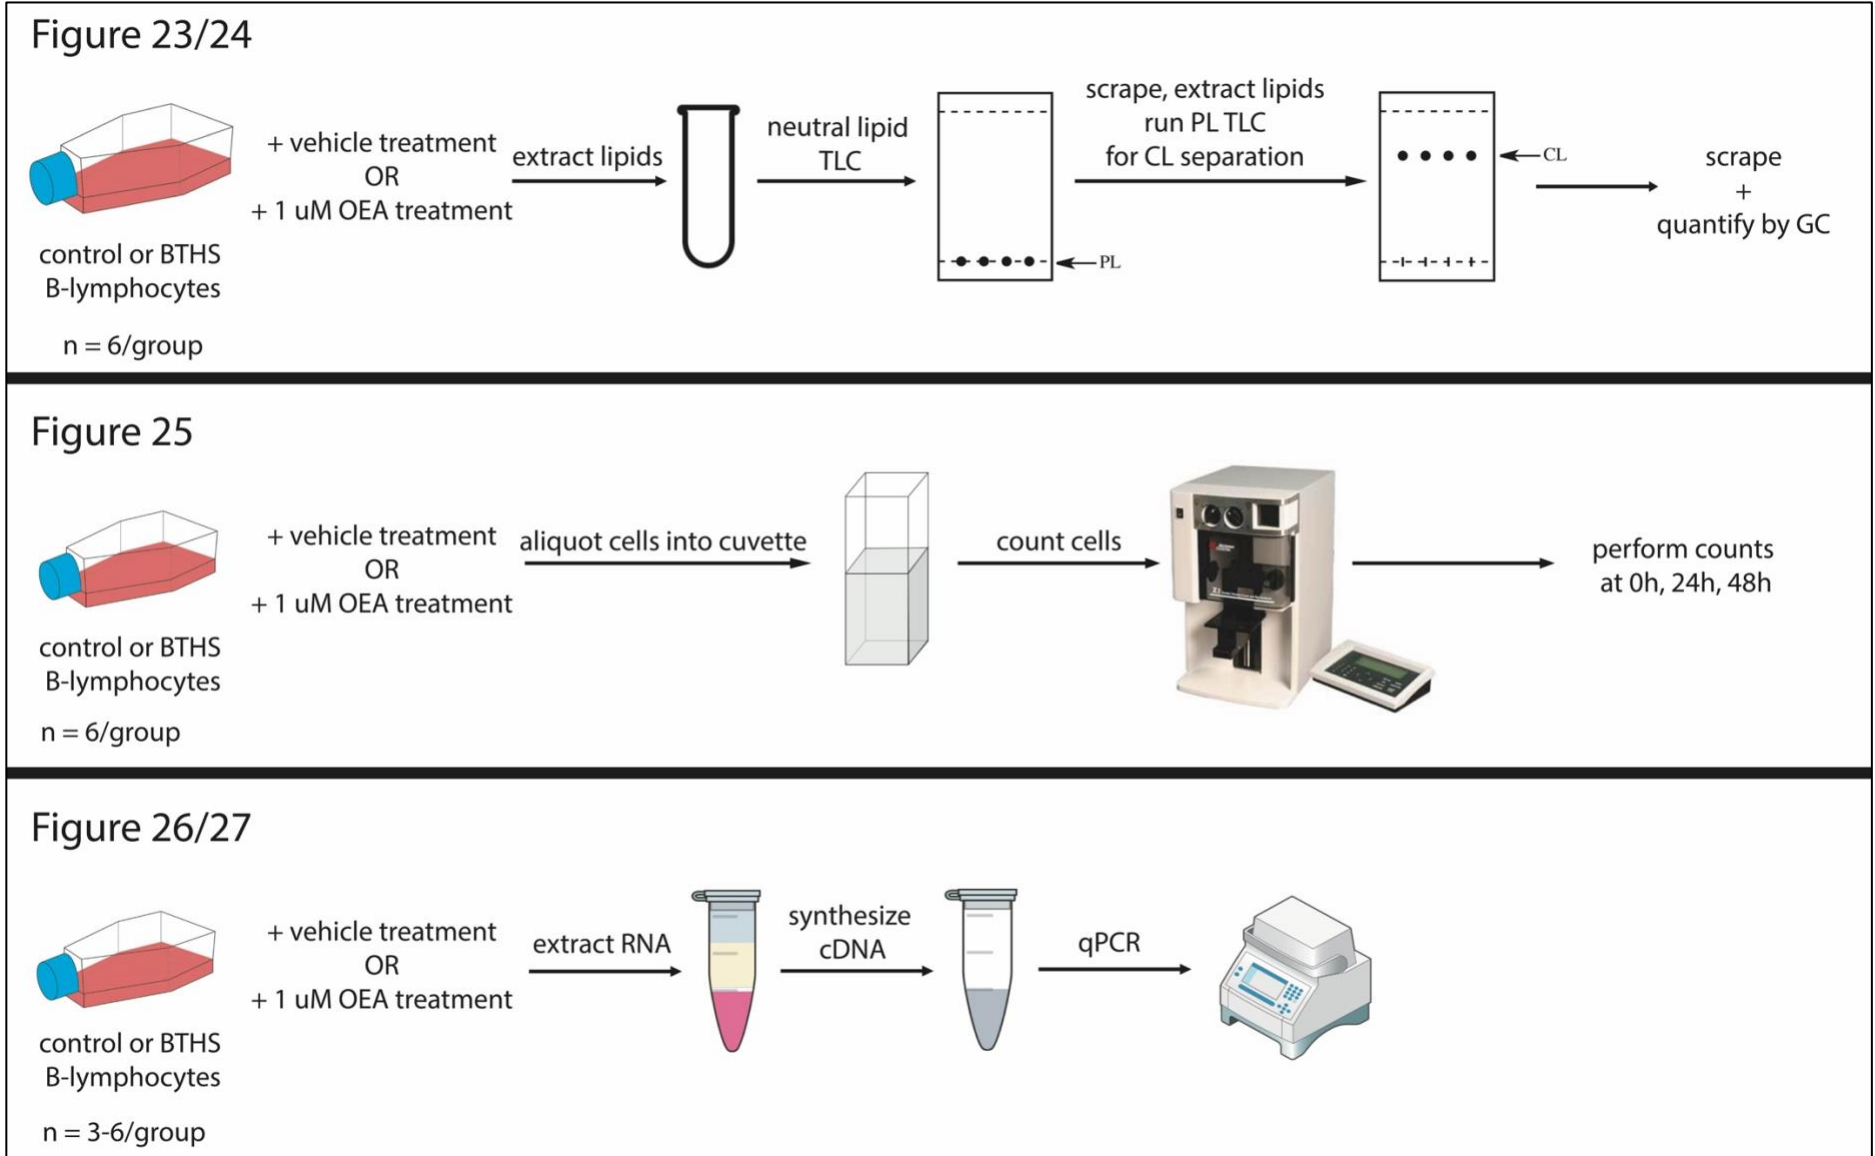 Figure 23/24
control or BTHS
B-lymphocytes
n = 6/group
+ vehicle treatment
OR
+ 1 uM OEA treatment
extract lipids
neutral lipid
TLC
PL
scrape, extract lipids
run PL TLC
for CL separation
CL
scrape
+
quantify by GC
Figure 25
control or BTHS
B-lymphocytes
n = 6/group
+ vehicle treatment
OR
+ 1 uM OEA treatment
aliquot cells into cuvette
count cells
perform counts
at 0h, 24h, 48h
Figure 26/27
control or BTHS
B-lymphocytes
n = 3-6/group
+ vehicle treatment
OR
+ 1 uM OEA treatment
extract RNA
synthesize
cDNA
qPCR